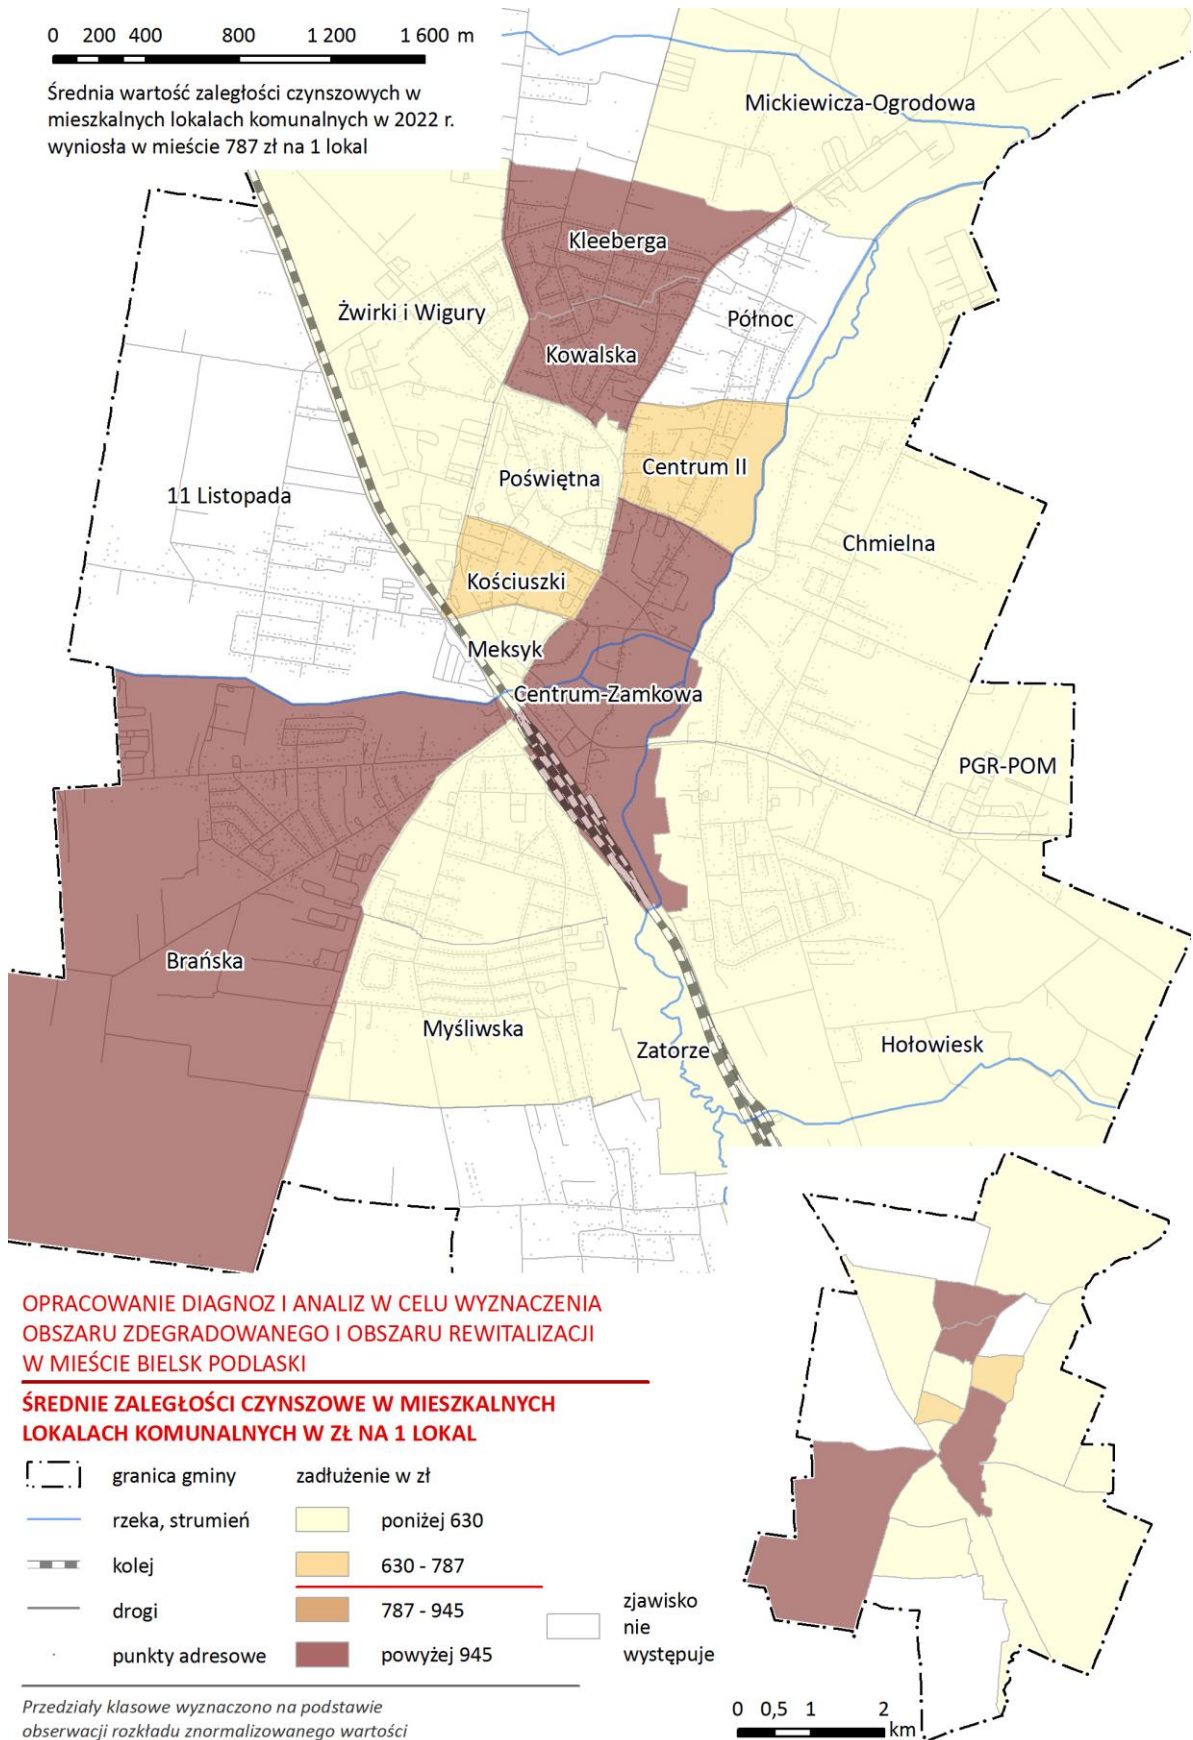 0 200 400 800 1 200 1 600 m
Średnia wartość zaległości czynszowych w
mieszkalnych lokalach komunalnych w 2022 r.
wyniosła w mieście 787 zł na 1 lokal
Mickiewicza-Ogrodowa
Kleeberga
Żwirki i Wigury
Północ
Kowalska
Centrum II
Poświętna
11 Listopada
Chmielna
Kościuszki
Meksyk
Centrum-Zamkowa
PGR-POM
Brańska
Myśliwska
Zatorze
Hołowiesk
OPRACOWANIE DIAGNOZ I ANALIZ W CELU WYZNACZENIA
OBSZARU ZDEGRADOWANEGO I OBSZARU REWITALIZACJI
W MIEŚCIE BIELSK PODLASKI
ŚREDNIE ZALEGŁOŚCI CZYNSZOWE W MIESZKALNYCH
LOKALACH KOMUNALNYCH W ZŁ NA 1 LOKAL
granica gminy
zadłużenie w zł
rzeka, strumień
poniżej 630
kolej
630 - 787
drogi
787 - 945
punkty adresowe
powyżej 945
zjawisko
nie
występuje
Przedziały klasowe wyznaczono na podstawie
obserwacji rozkładu znormalizowanego wartości
0 0,5 1 2
km